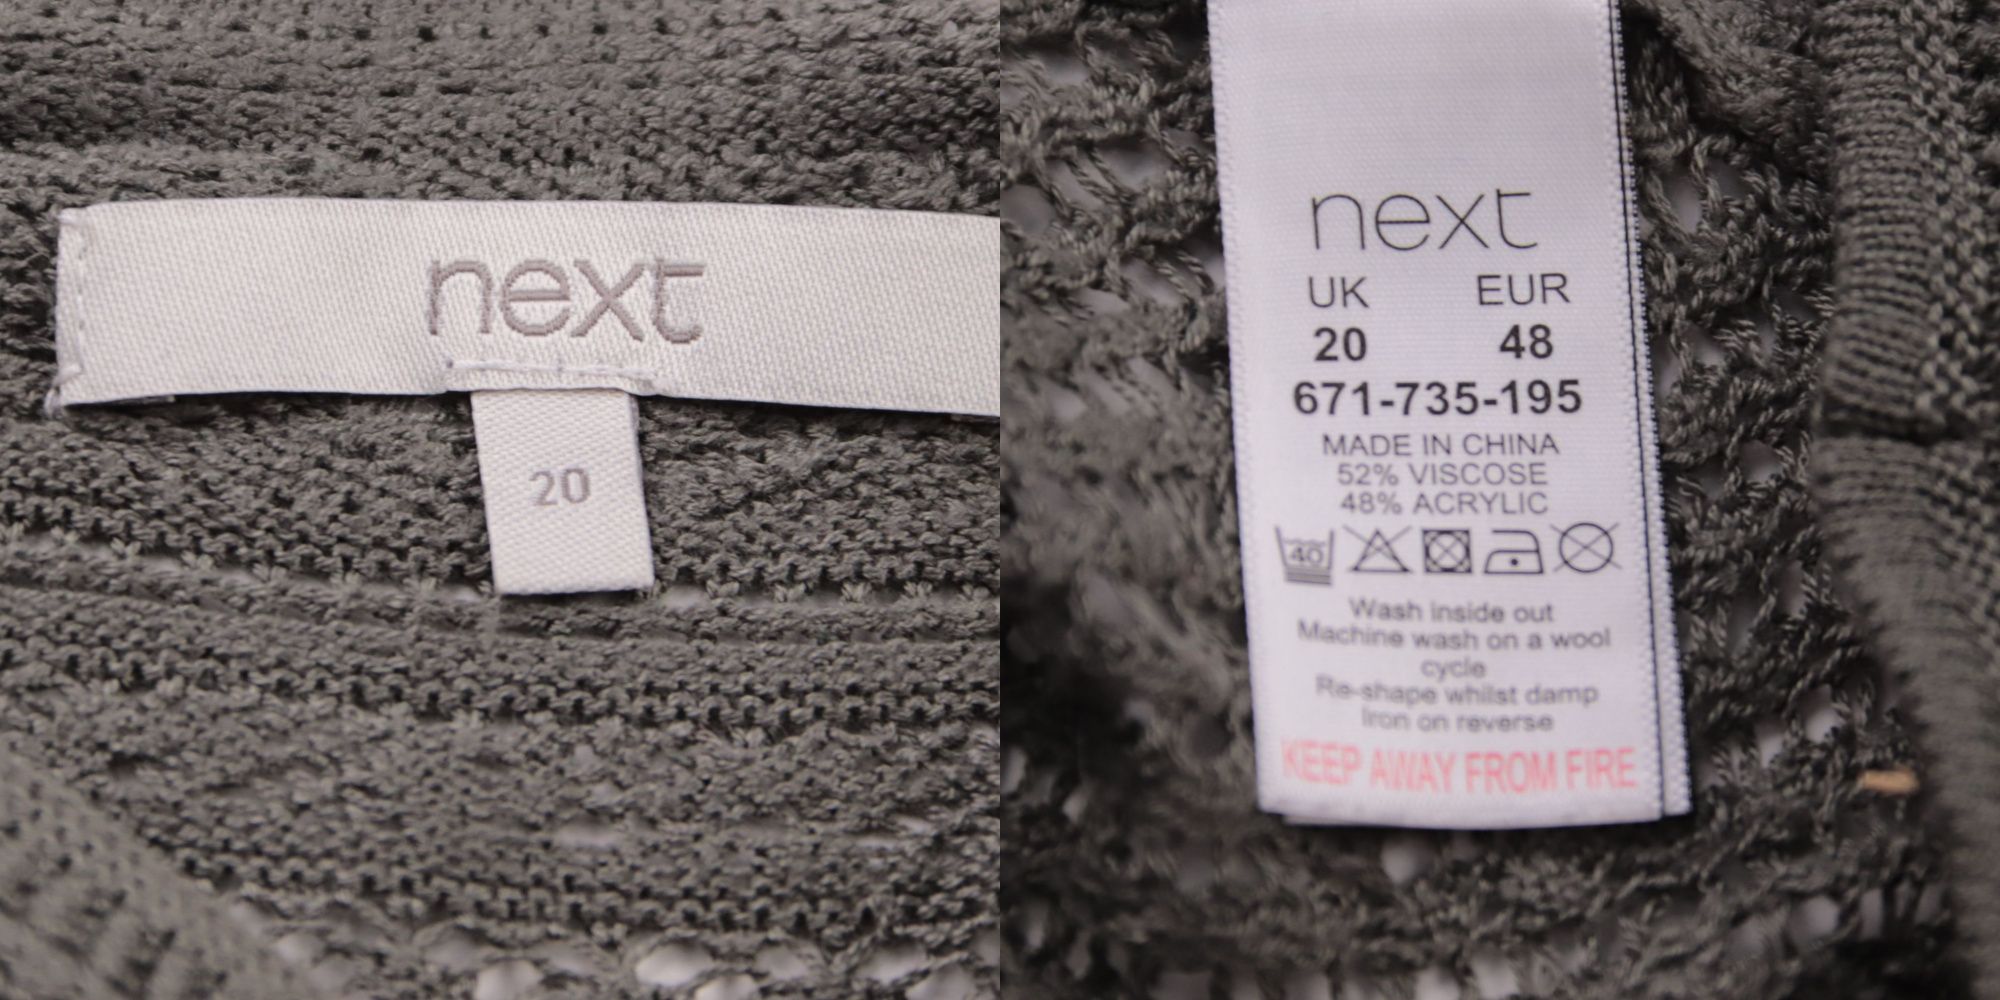 next
20
next
UK EUR
20 48
671-735-195
MADE IN CHINA
52% VISCOSE
48% ACRYLIC
40
Wash inside out
Machine wash on a wool
cycle
Re-shape whilst damp
Iron on reverse
KEEP AWAY FROM FIRE